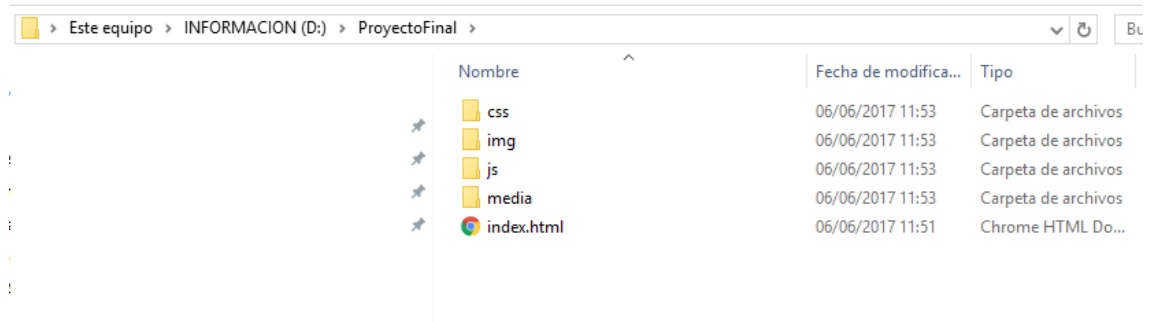 Este equipo > INFORMACION (D:) > ProyectoFinal > Bu
Nombre Fecha de modifica... Tipo
css 06/06/2017 11:53 Carpeta de archivos
img 06/06/2017 11:53 Carpeta de archivos
js 06/06/2017 11:53 Carpeta de archivos
media 06/06/2017 11:53 Carpeta de archivos
index.html 06/06/2017 11:51 Chrome HTML Do...